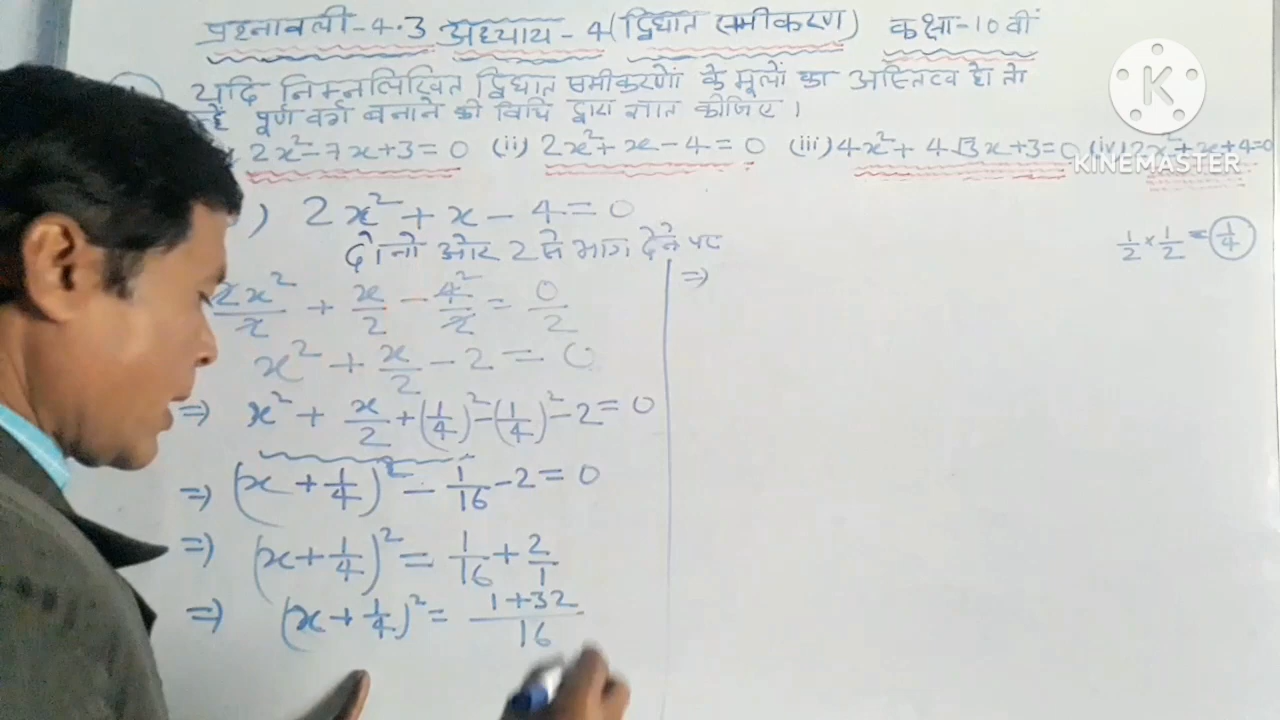 प्रश्नावली-4.3 अध्याय-4 (द्विघात समीकरण) कक्षा-10वीं
यदि निम्नलिखित द्विघात समीकरणों के मूलों का अस्तित्व हो तो
पूर्ण वर्ग बनाने की विधि द्वारा ज्ञात कीजिए।
2x²-7x+3=0 (ii) 2x²+x-4=0 (iii) 4x²+4√3x+3=0 (iv) 2x²+x+4=0
KINEMASTER
) 2x²+x-4=0
दोनो ओर 2 से भाग देने पर
2x²/2 + x/2 - 4²/2 = 0/2
x² + x/2 - 2 = 0
⇒ x² + x/2 + (1/4)² - (1/4)² - 2 = 0
⇒ (x + 1/4)² - 1/16 - 2 = 0
⇒ (x + 1/4)² = 1/16 + 2/1
⇒ (x + 1/4)² = 1+32/16
⇒
1/2 × 1/2 = 1/4